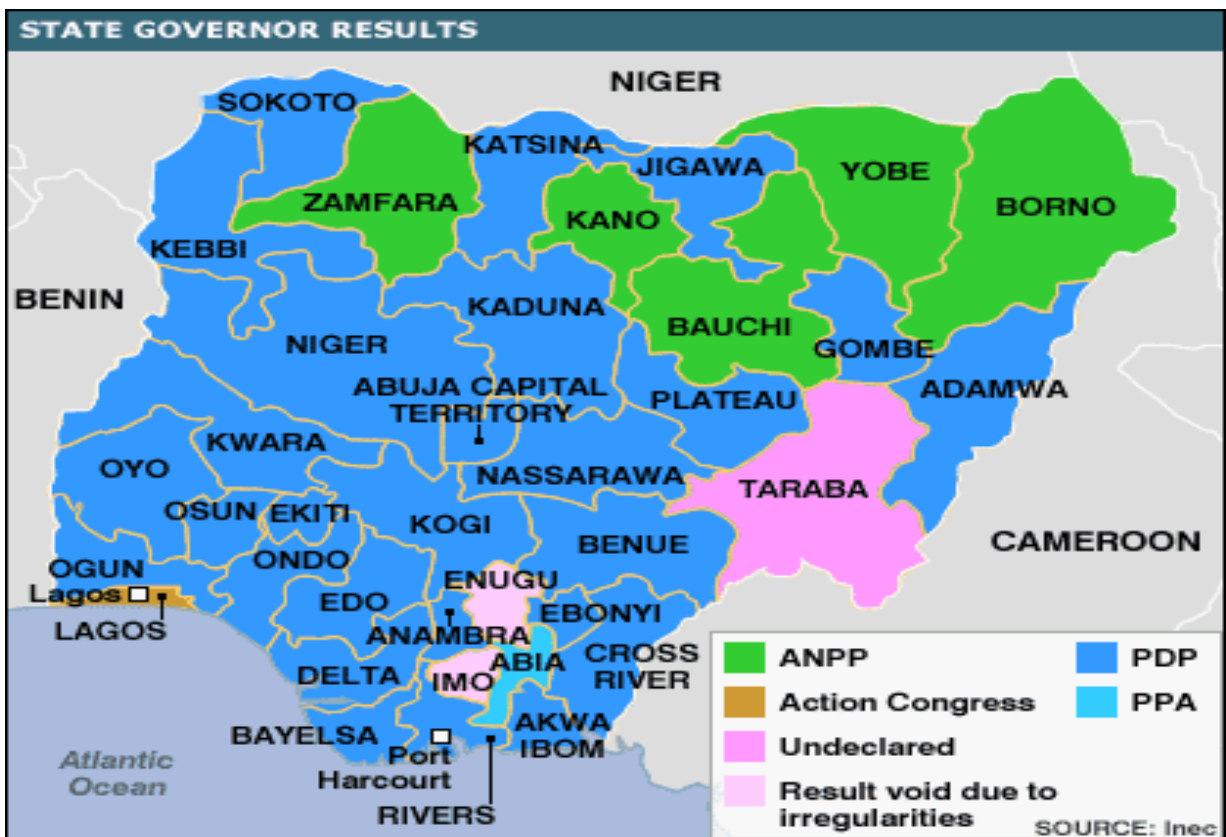 STATE GOVERNOR RESULTS
NIGER
SOKOTO
KATSINA
JIGAWA
YOBE
ZAMFARA
KANO
BORNO
KEBBI
BENIN
KADUNA
BAUCHI
NIGER
GOMBE
ABUJA CAPITAL
TERRITORY
PLATEAU
ADAMWA
KWARA
OYO
NASSARAWA
TARABA
OSUN
EKITI
KOGI
BENUE
CAMEROON
OGUN
ONDO
ENUGU
Lagos
EDO
EBONYI
LAGOS
ANAMBRA
ABIA
CROSS
RIVER
DELTA
IMO
BAYELSA
AKWA
IBOM
Port
Harcourt
RIVERS
Atlantic
Ocean
ANPP
PDP
Action Congress
PPA
Undeclared
Result void due to
irregularities
SOURCE: Inec